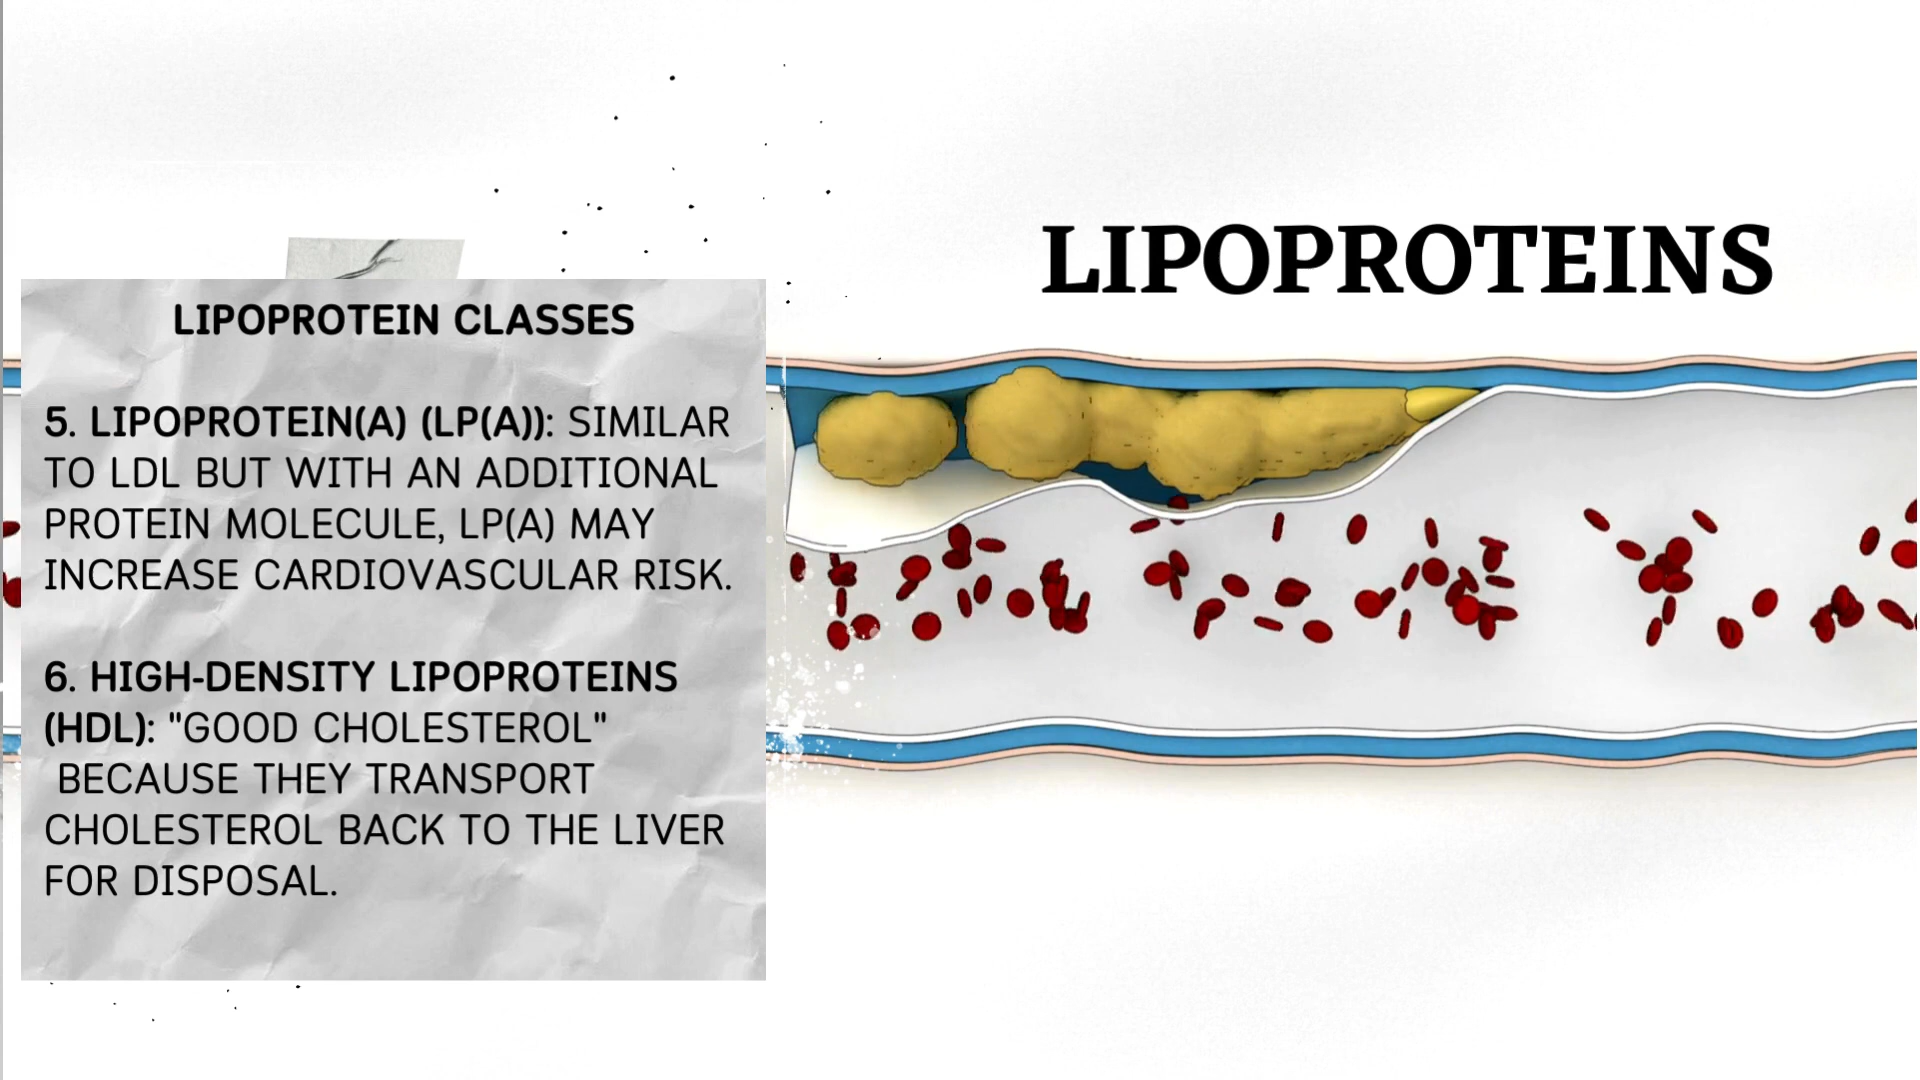 LIPOPROTEINS
LIPOPROTEIN CLASSES
5. LIPOPROTEIN(A) (LP(A)): SIMILAR
TO LDL BUT WITH AN ADDITIONAL
PROTEIN MOLECULE, LP(A) MAY
INCREASE CARDIOVASCULAR RISK.
6. HIGH-DENSITY LIPOPROTEINS
(HDL): "GOOD CHOLESTEROL"
BECAUSE THEY TRANSPORT
CHOLESTEROL BACK TO THE LIVER
FOR DISPOSAL.